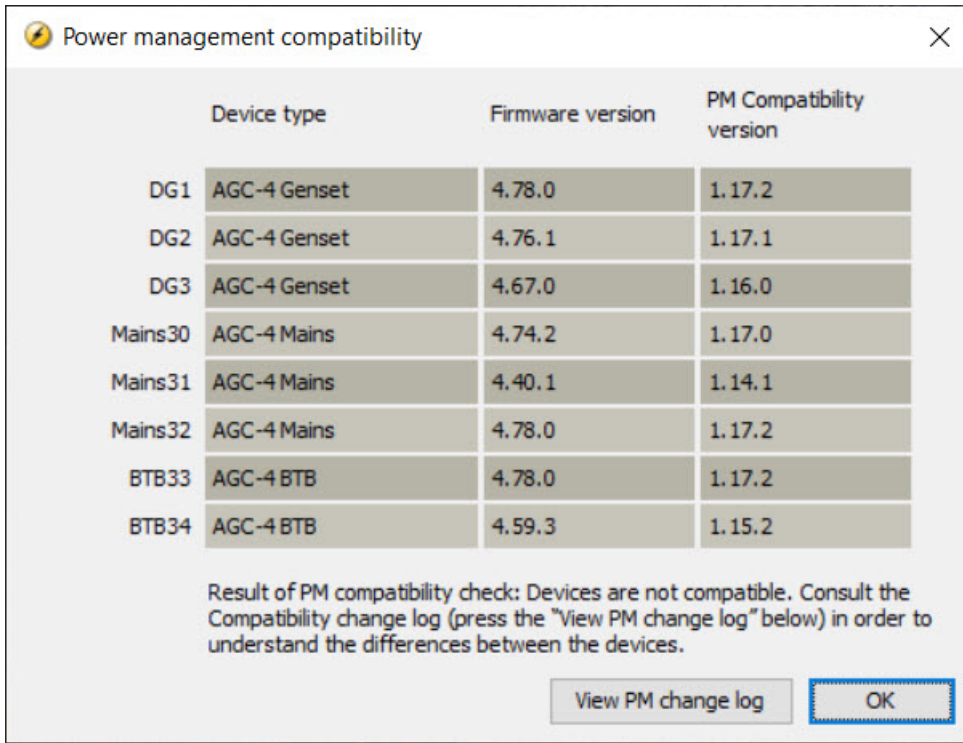 Power management compatibility
Device type Firmware version PM Compatibility
version
DG1 AGC-4 Genset 4.78.0 1.17.2
DG2 AGC-4 Genset 4.76.1 1.17.1
DG3 AGC-4 Genset 4.67.0 1.16.0
Mains30 AGC-4 Mains 4.74.2 1.17.0
Mains31 AGC-4 Mains 4.40.1 1.14.1
Mains32 AGC-4 Mains 4.78.0 1.17.2
BTB33 AGC-4 BTB 4.78.0 1.17.2
BTB34 AGC-4 BTB 4.59.3 1.15.2
Result of PM compatibility check: Devices are not compatible. Consult the
Compatibility change log (press the “View PM change log” below) in order to
understand the differences between the devices.
View PM change log OK